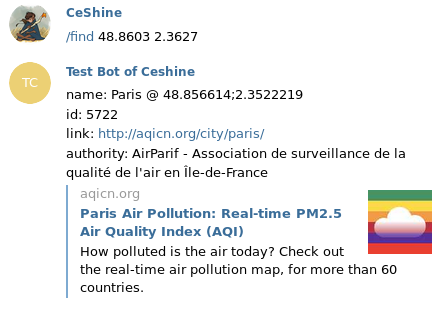 CeShine
/find 48.8603 2.3627
Test Bot of Ceshine
TC
name: Paris @ 48.856614;2.3522219
id: 5722
link: http://aqicn.org/city/paris/
authority: AirParif - Association de surveillance de la
qualité de l'air en Île-de-France
aqicn.org
Paris Air Pollution: Real-time PM2.5
Air Quality Index (AQI)
How polluted is the air today? Check out
the real-time air pollution map, for more than 60
countries.